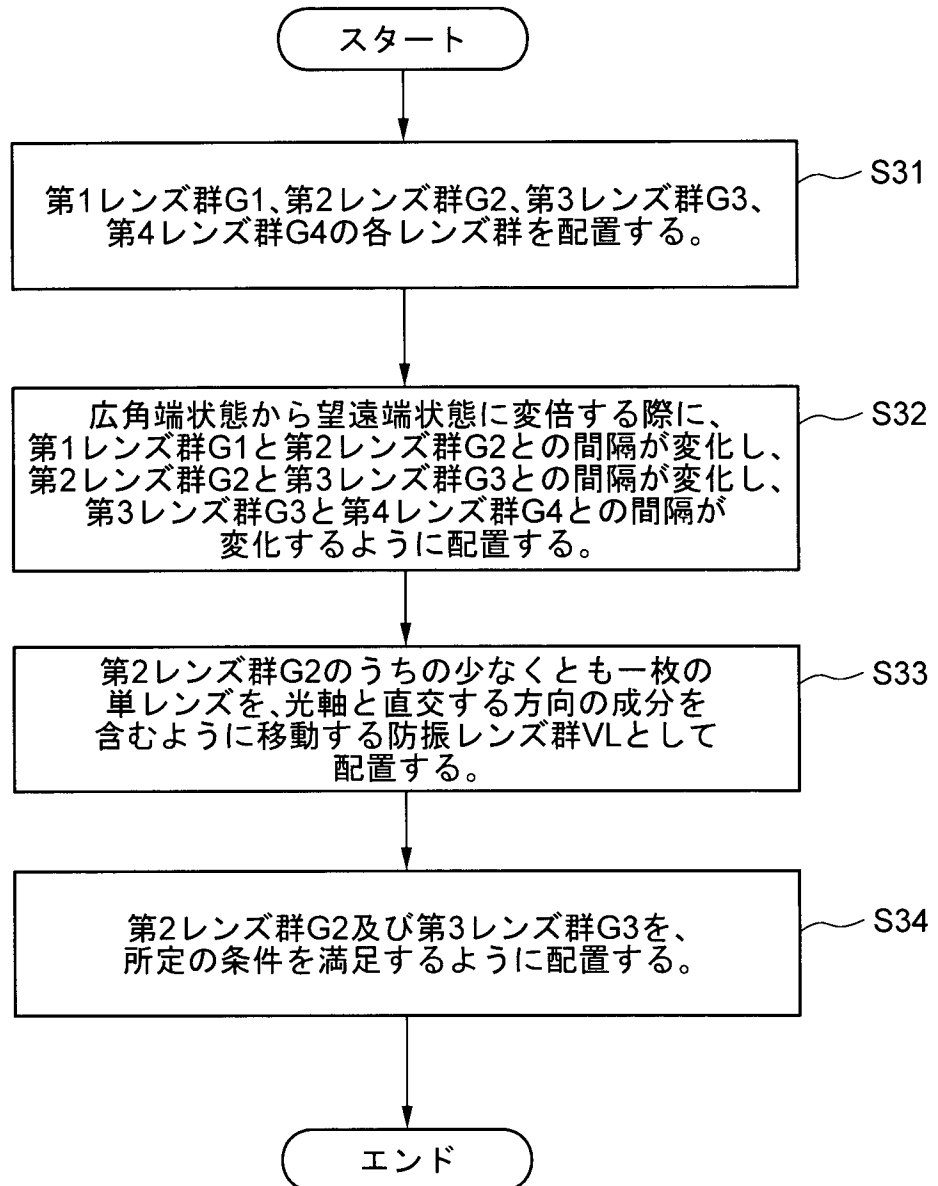 スタート
第1レンズ群G1、第2レンズ群G2、第3レンズ群G3、
第4レンズ群G4の各レンズ群を配置する。
S31
広角端状態から望遠端状態に変倍する際に、
第1レンズ群G1と第2レンズ群G2との間隔が変化し、
第2レンズ群G2と第3レンズ群G3との間隔が変化し、
第3レンズ群G3と第4レンズ群G4との間隔が
変化するように配置する。
S32
第2レンズ群G2のうちの少なくとも一枚の
単レンズを、光軸と直交する方向の成分を
含むように移動する防振レンズ群VLとして
配置する。
S33
第2レンズ群G2及び第3レンズ群G3を、
所定の条件を満足するように配置する。
S34
エンド